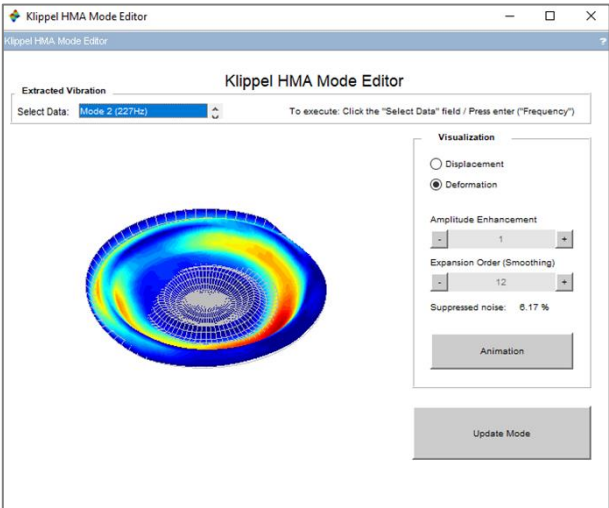 Klippel HMA Mode Editor
Klippel HMA Mode Editor ?
Klippel HMA Mode Editor
Extracted Vibration
Select Data: Mode 2 (227Hz) To execute: Click the "Select Data" field / Press enter ("Frequency")
Visualization
Displacement
Deformation
Amplitude Enhancement
- 1 +
Expansion Order (Smoothing)
- 12 +
Suppressed noise: 6.17 %
Animation
Update Mode